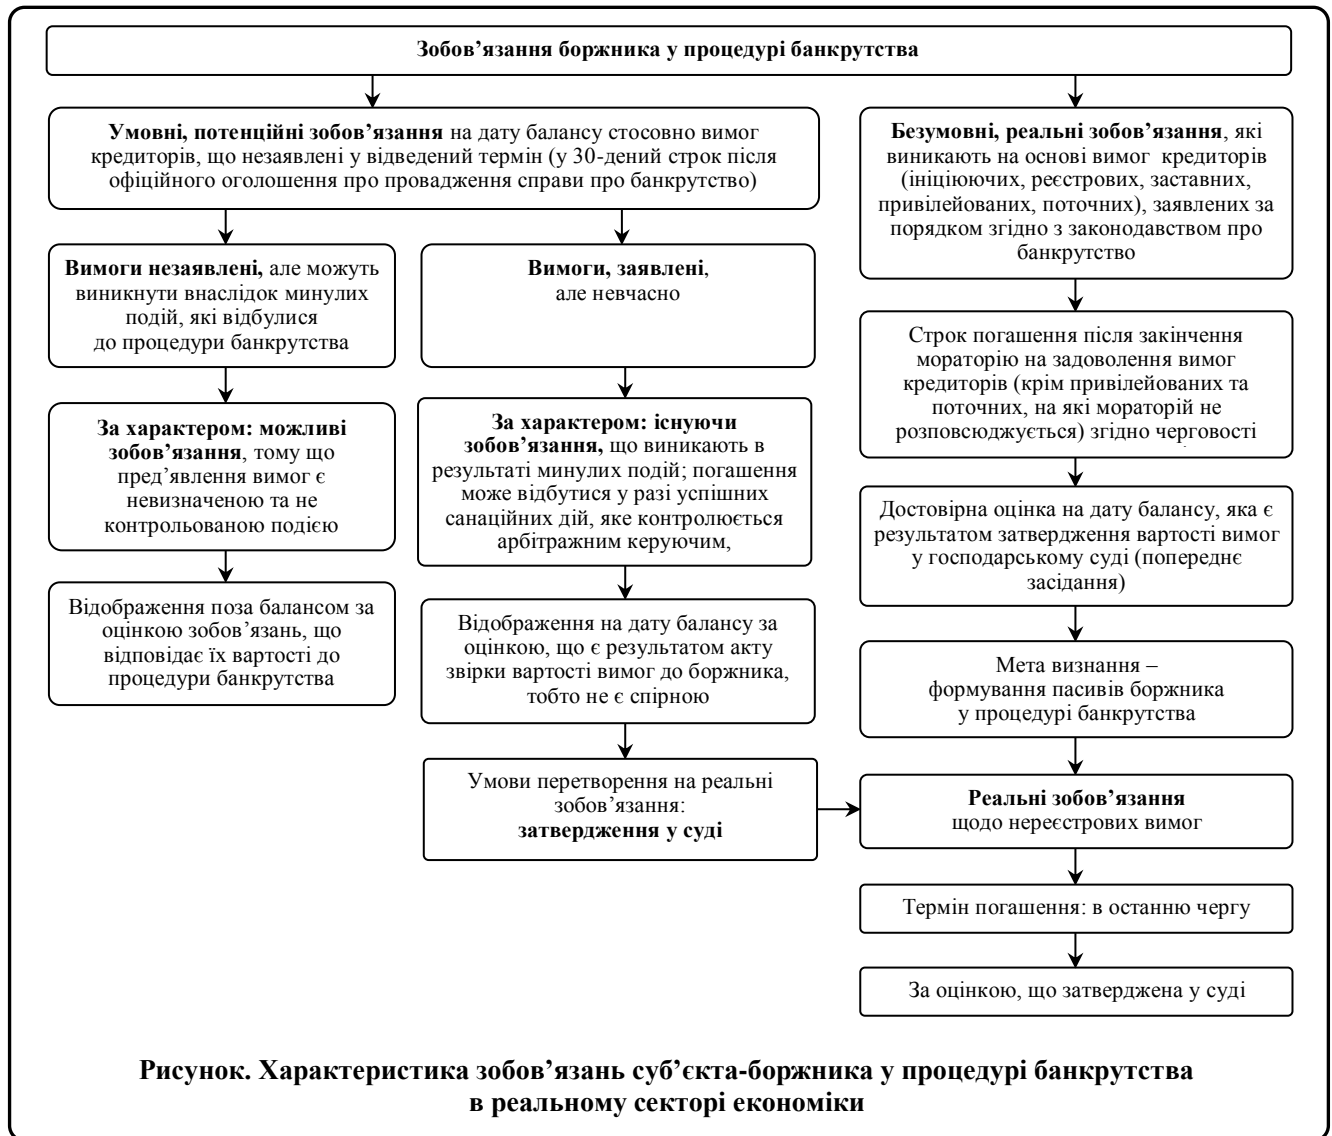 Зобов’язання боржника у процедурі банкрутства
Умовні, потенційні зобов’язання на дату балансу стосовно вимог
кредиторів, що незаявлені у відведений термін (у 30-дений строк після
офіційного оголошення про провадження справи про банкрутство)
Вимоги незаявлені, але можуть
виникнути внаслідок минулих
подій, які відбулися
до процедури банкрутства
За характером: можливі
зобов’язання, тому що
пред’явлення вимог є
невизначеною та не
контрольованою подією
Відображення поза балансом за
оцінкою зобов’язань, що
відповідає їх вартості до
процедури банкрутства
Вимоги, заявлені,
але невчасно
За характером: існуючи
зобов’язання, що виникають в
результаті минулих подій; погашення
може відбутися у разі успішних
санаційних дій, яке контролюється
арбітражним керуючим,
Відображення на дату балансу за
оцінкою, що є результатом акту
звірки вартості вимог до боржника,
тобто не є спірною
Умови перетворення на реальні
зобов’язання:
затвердження у суді
Безумовні, реальні зобов’язання, які
виникають на основі вимог кредиторів
(ініціюючих, реєстрових, заставних,
привілейованих, поточних), заявлених за
порядком згідно з законодавством про
банкрутство
Строк погашення після закінчення
мораторію на задоволення вимог
кредиторів (крім привілейованих та
поточних, на які мораторій не
розповсюджується) згідно черговості
Достовірна оцінка на дату балансу, яка є
результатом затвердження вартості вимог
у господарському суді (попереднє
засідання)
Мета визнання –
формування пасивів боржника
у процедурі банкрутства
Реальні зобов’язання
щодо нереєстрових вимог
Термін погашення: в останню чергу
За оцінкою, що затверджена у суді
Рисунок. Характеристика зобов’язань суб’єкта-боржника у процедурі банкрутства
в реальному секторі економіки